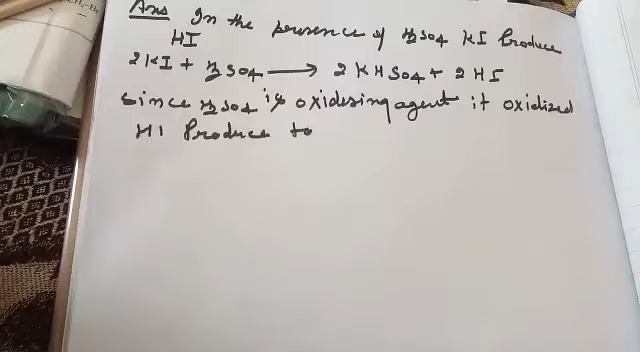 Ans In the presence of H2SO4 KI Produce
HI
2KI + H2SO4 → 2KHSO4 + 2HI
Since H2SO4 is oxidesing agent it oxidized
HI Produce to